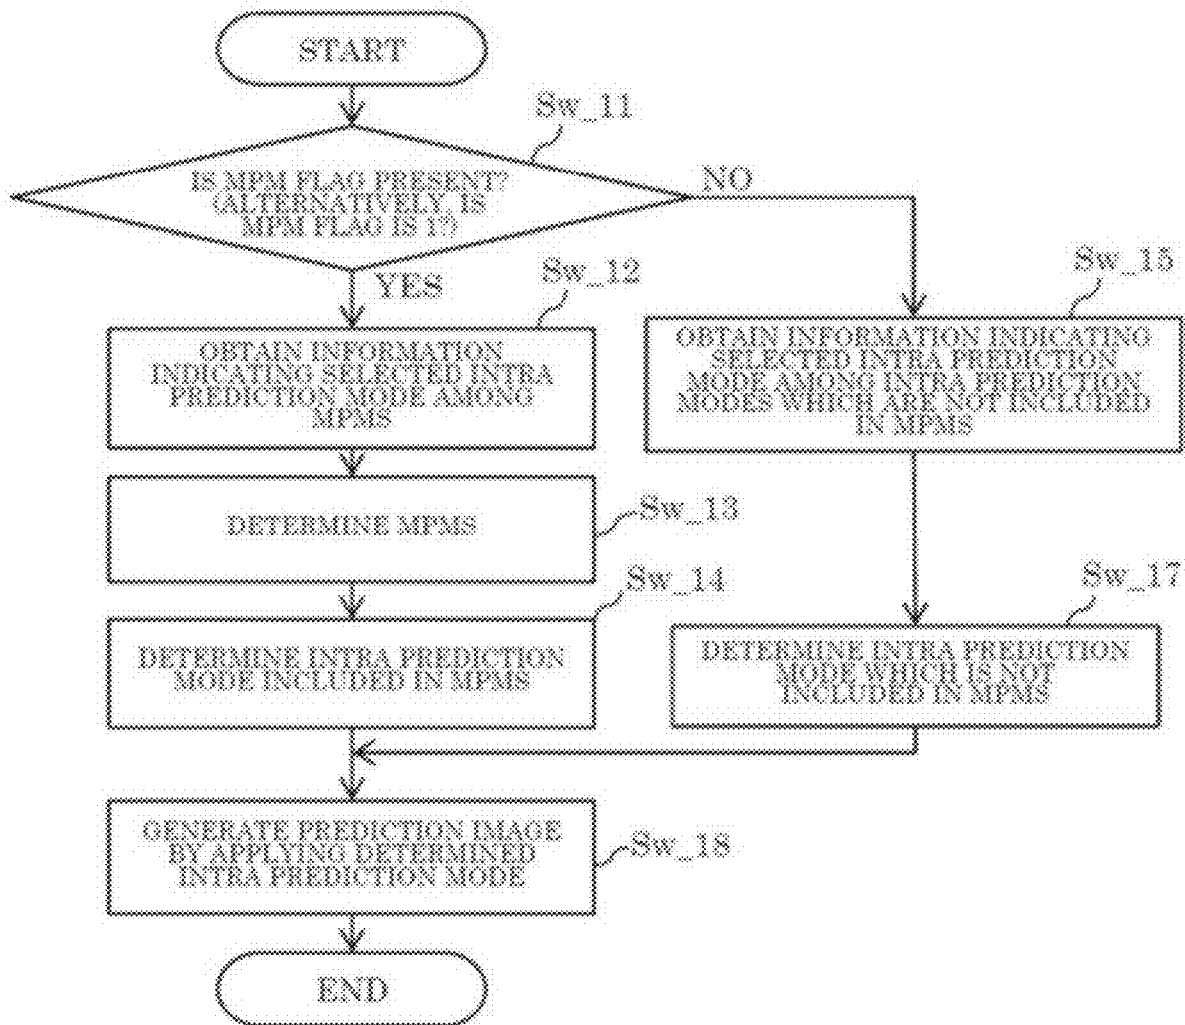 START
Sw_11
IS MPM FLAG PRESENT?
(ALTERNATIVELY, IS
MPM FLAG IS 1?)
NO
YES
Sw_12
OBTAIN INFORMATION
INDICATING SELECTED INTRA
PREDICTION MODE AMONG
MPMS
Sw_15
OBTAIN INFORMATION INDICATING
SELECTED INTRA PREDICTION
MODE AMONG INTRA PREDICTION
MODES WHICH ARE NOT INCLUDED
IN MPMS
DETERMINE MPMS
Sw_13
Sw_14
DETERMINE INTRA PREDICTION
MODE INCLUDED IN MPMS
Sw_17
DETERMINE INTRA PREDICTION
MODE WHICH IS NOT
INCLUDED IN MPMS
GENERATE PREDICTION IMAGE
BY APPLYING DETERMINED
INTRA PREDICTION MODE
Sw_18
END